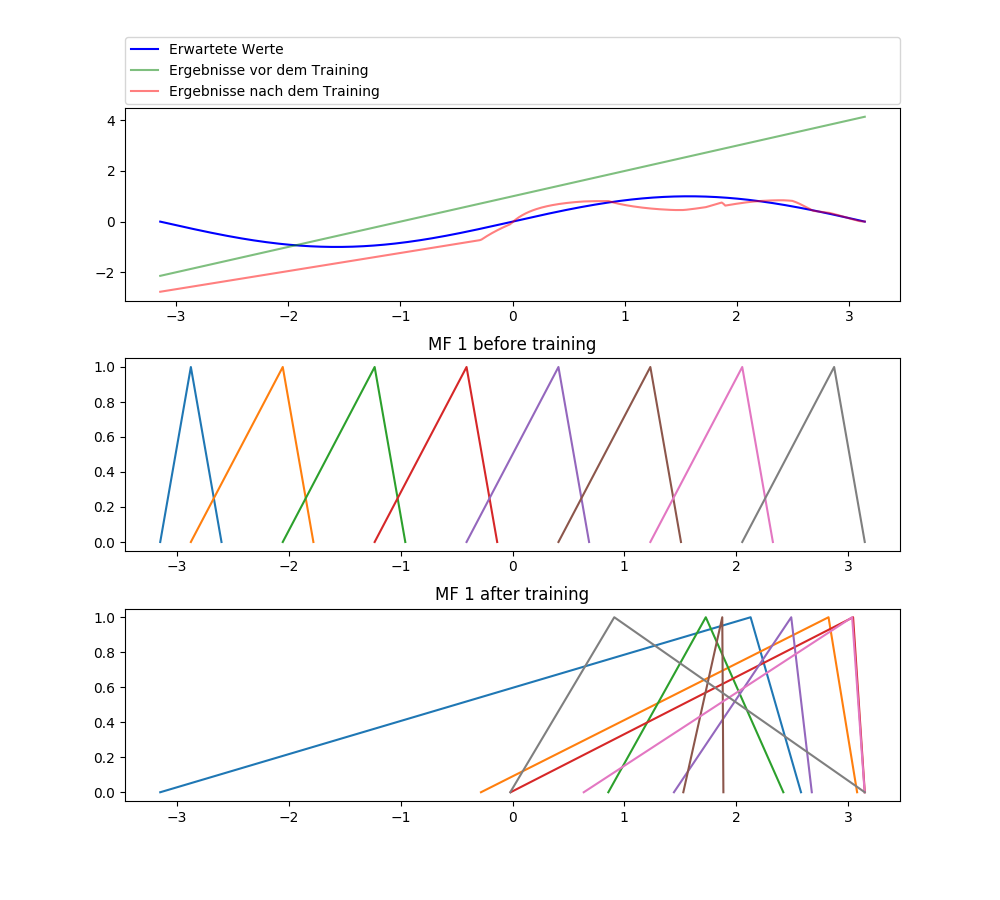 Erwartete Werte
Ergebnisse vor dem Training
Ergebnisse nach dem Training
4
2
0
−2
−3 −2 −1 0 1 2 3
MF 1 before training
1.0
0.8
0.6
0.4
0.2
0.0
−3 −2 −1 0 1 2 3
MF 1 after training
1.0
0.8
0.6
0.4
0.2
0.0
−3 −2 −1 0 1 2 3